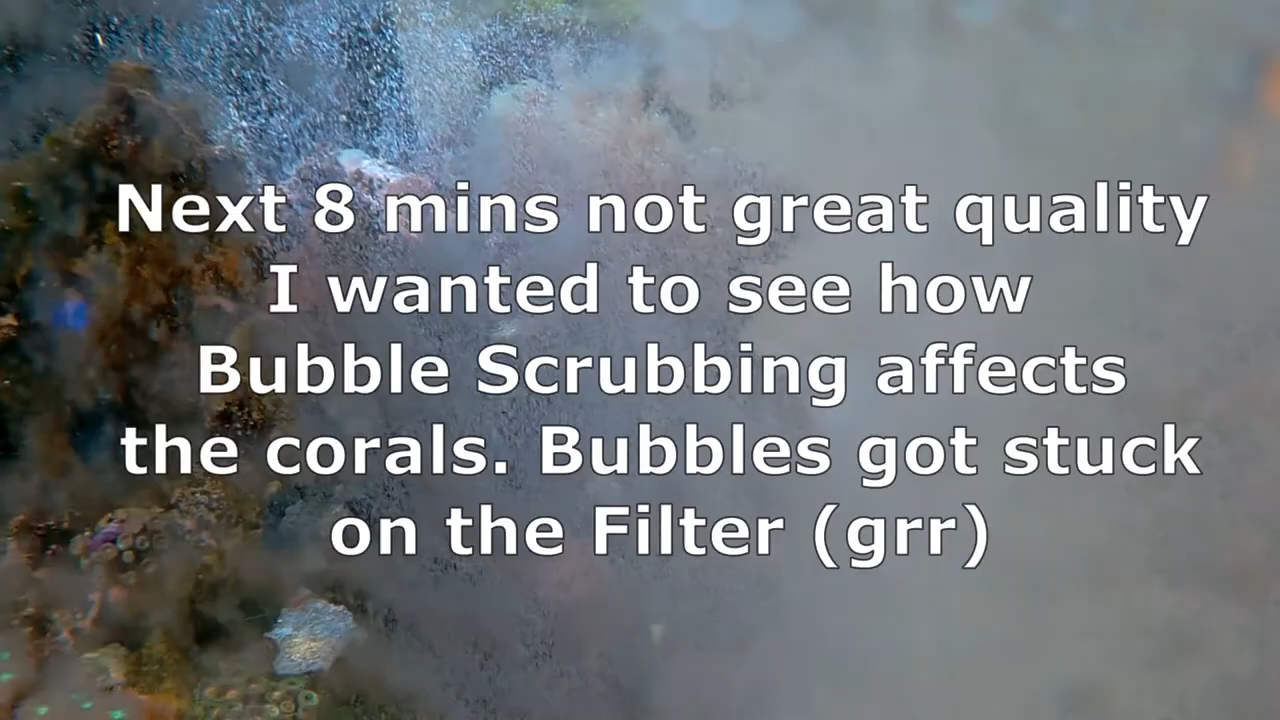 Next 8 mins not great quality
I wanted to see how
Bubble Scrubbing affects
the corals. Bubbles got stuck
on the Filter (grr)